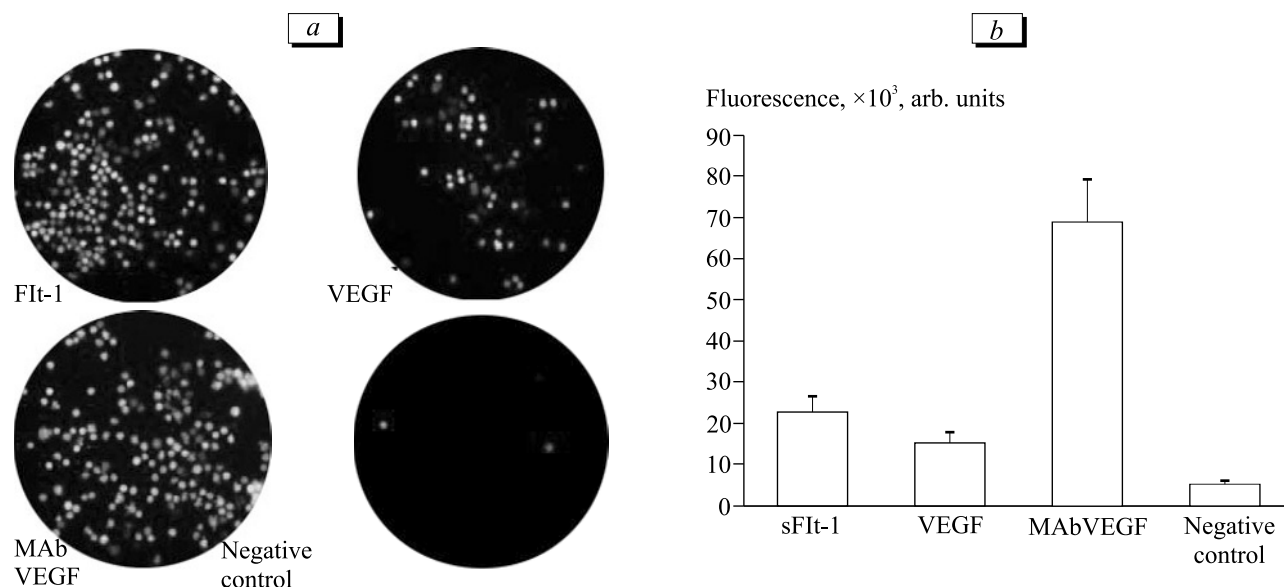 a
FIt-1
VEGF
MAb
VEGF
Negative
control
b
Fluorescence, ×10³, arb. units
90
80
70
60
50
40
30
20
10
0
sFIt-1
VEGF
MAbVEGF
Negative
control